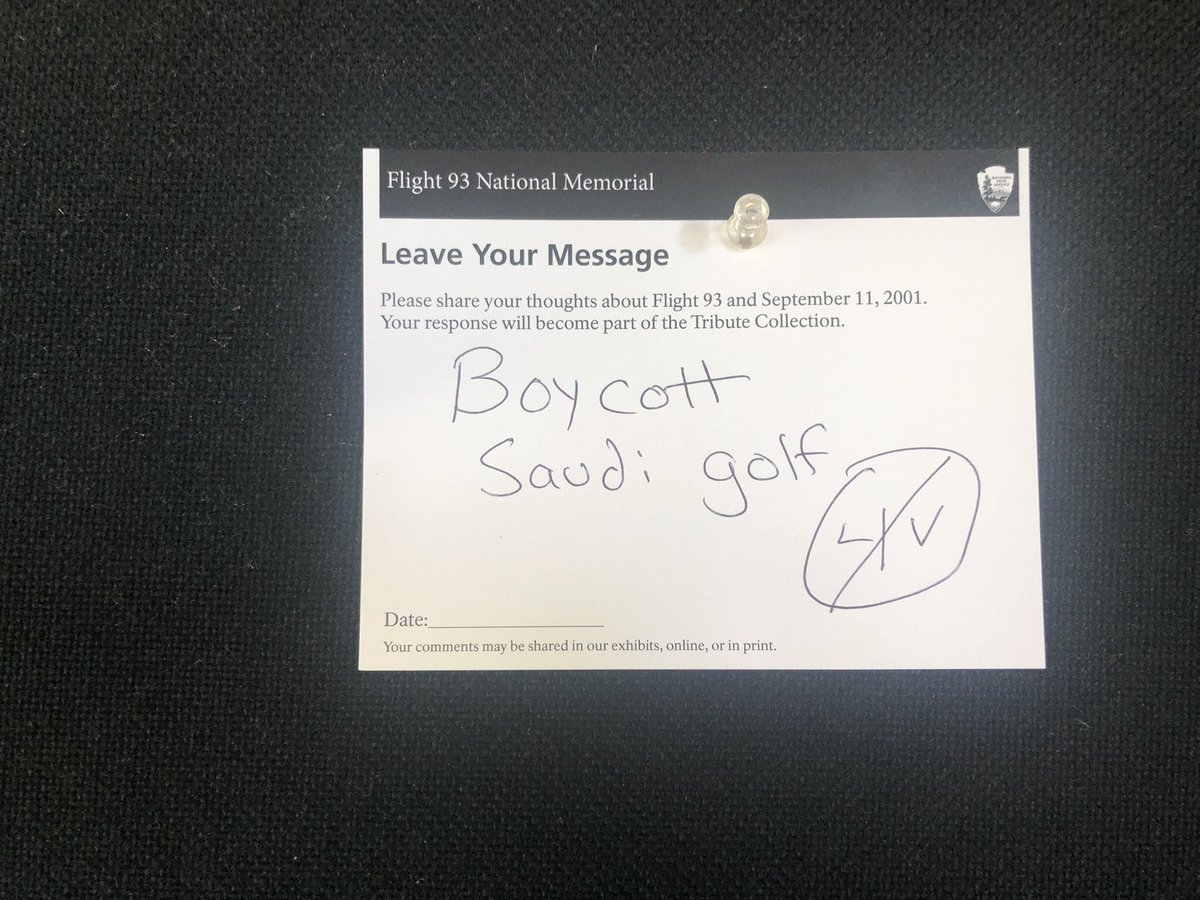 Flight 93 National Memorial
Leave Your Message
Please share your thoughts about Flight 93 and September 11, 2001.
Your response will become part of the Tribute Collection.
Boycott
Saudi golf
LIV
Date:
Your comments may be shared in our exhibits, online, or in print.